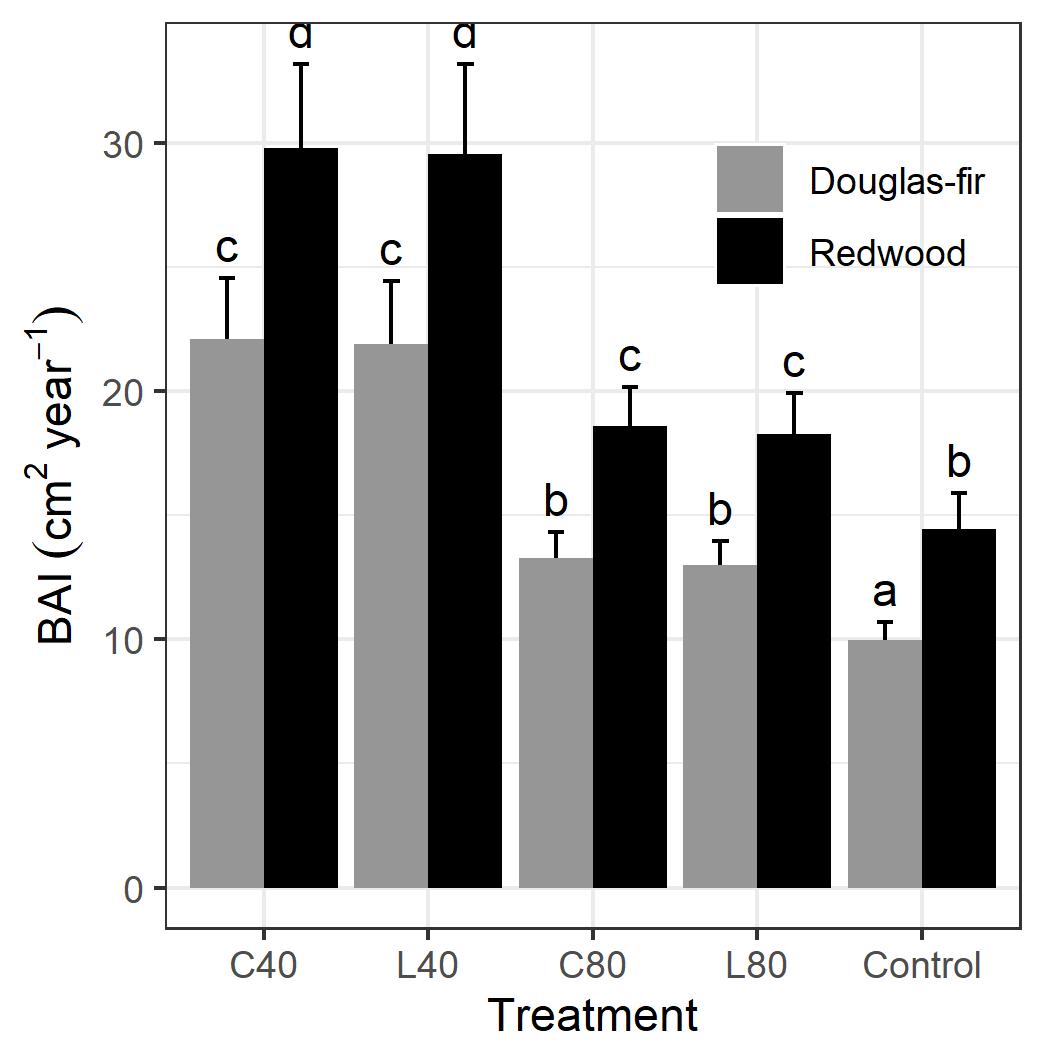 d d
c c
c c
b b b
a
30
20
10
0
Douglas-fir
Redwood
BAI (cm² year⁻¹)
C40 L40 C80 L80 Control
Treatment